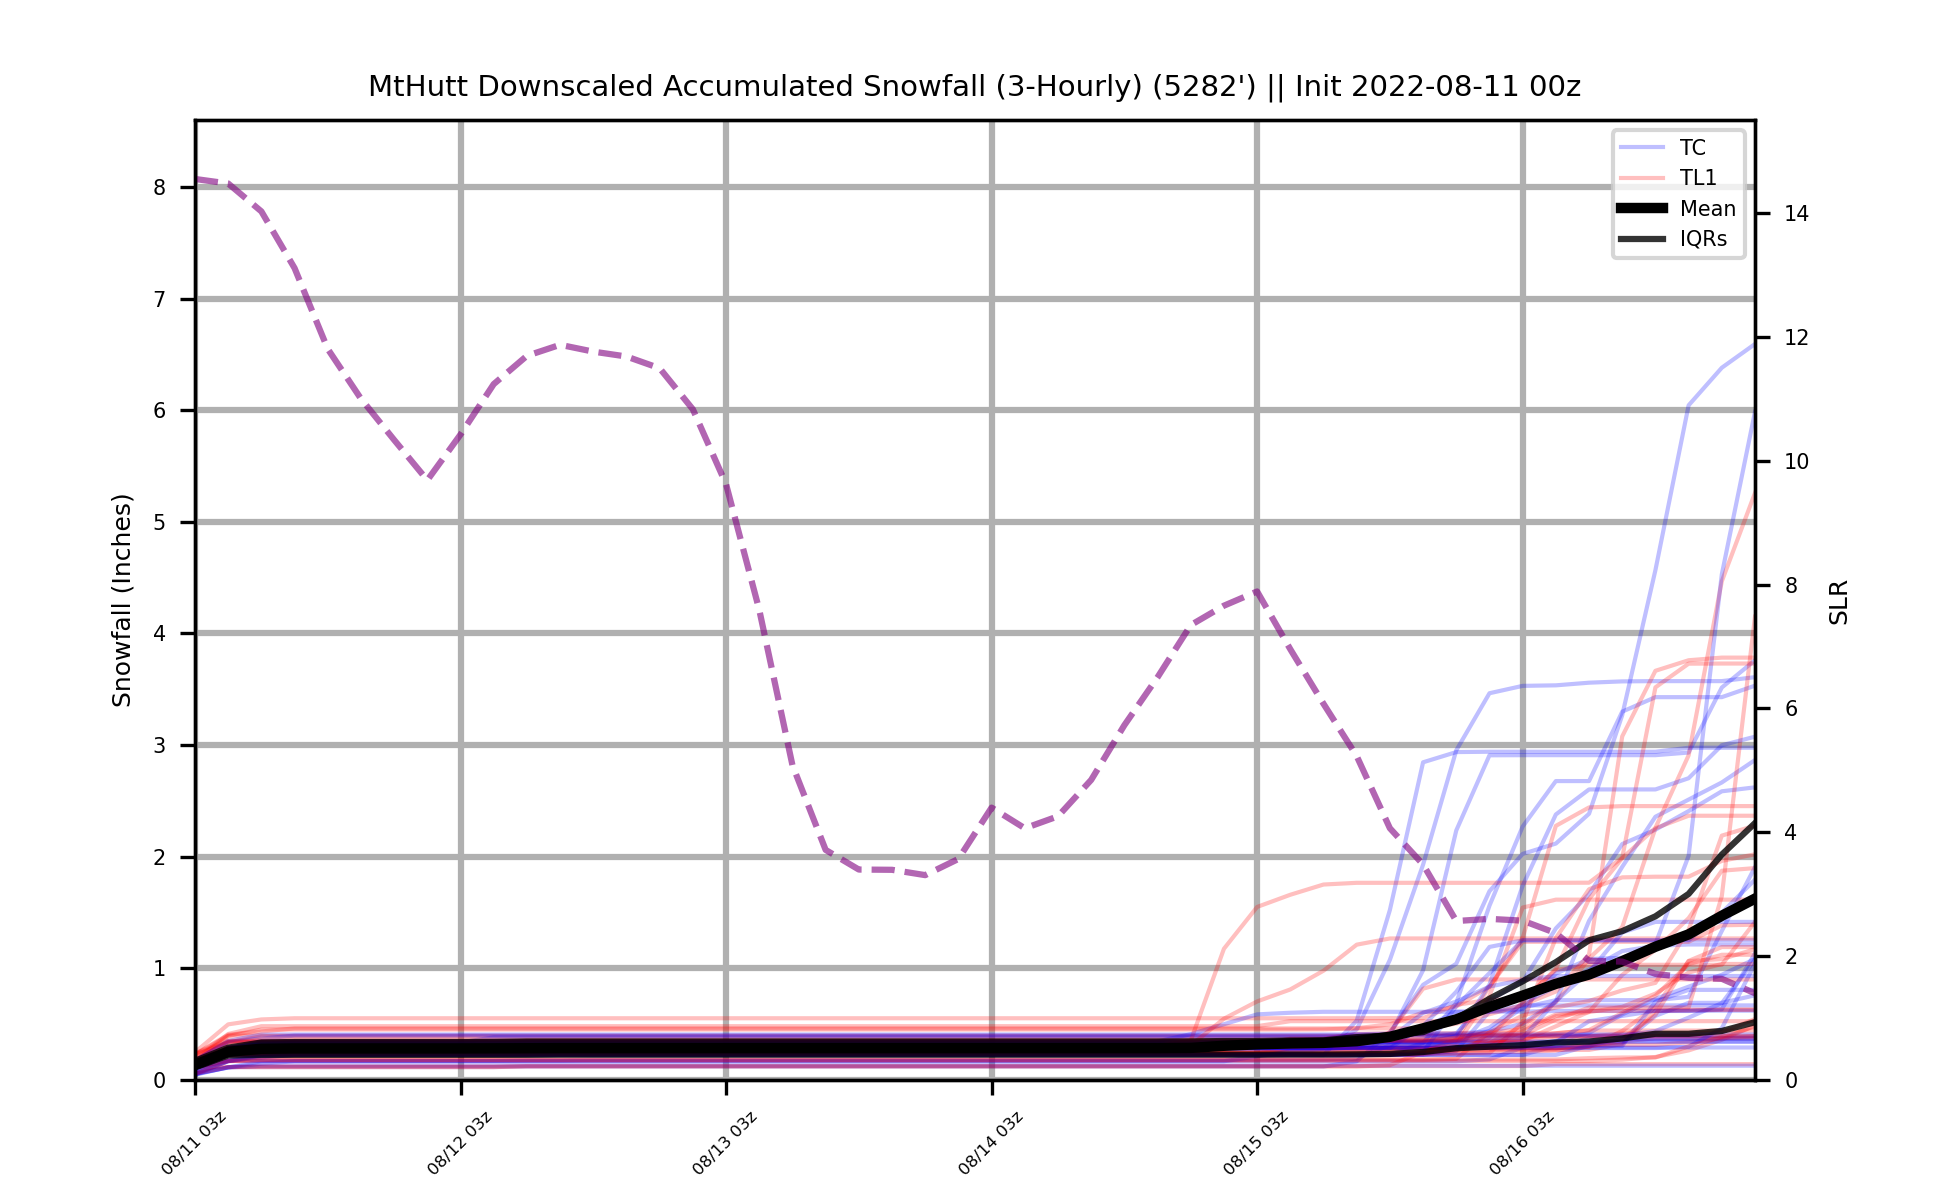 MtHutt Downscaled Accumulated Snowfall (3-Hourly) (5282') || Init 2022-08-11 00z
TC
TL1
Mean
IQRs
8
7
6
5
4
3
2
1
0
Snowfall (Inches)
14
12
10
8
6
4
2
0
SLR
08/11 03z
08/12 03z
08/13 03z
08/14 03z
08/15 03z
08/16 03z